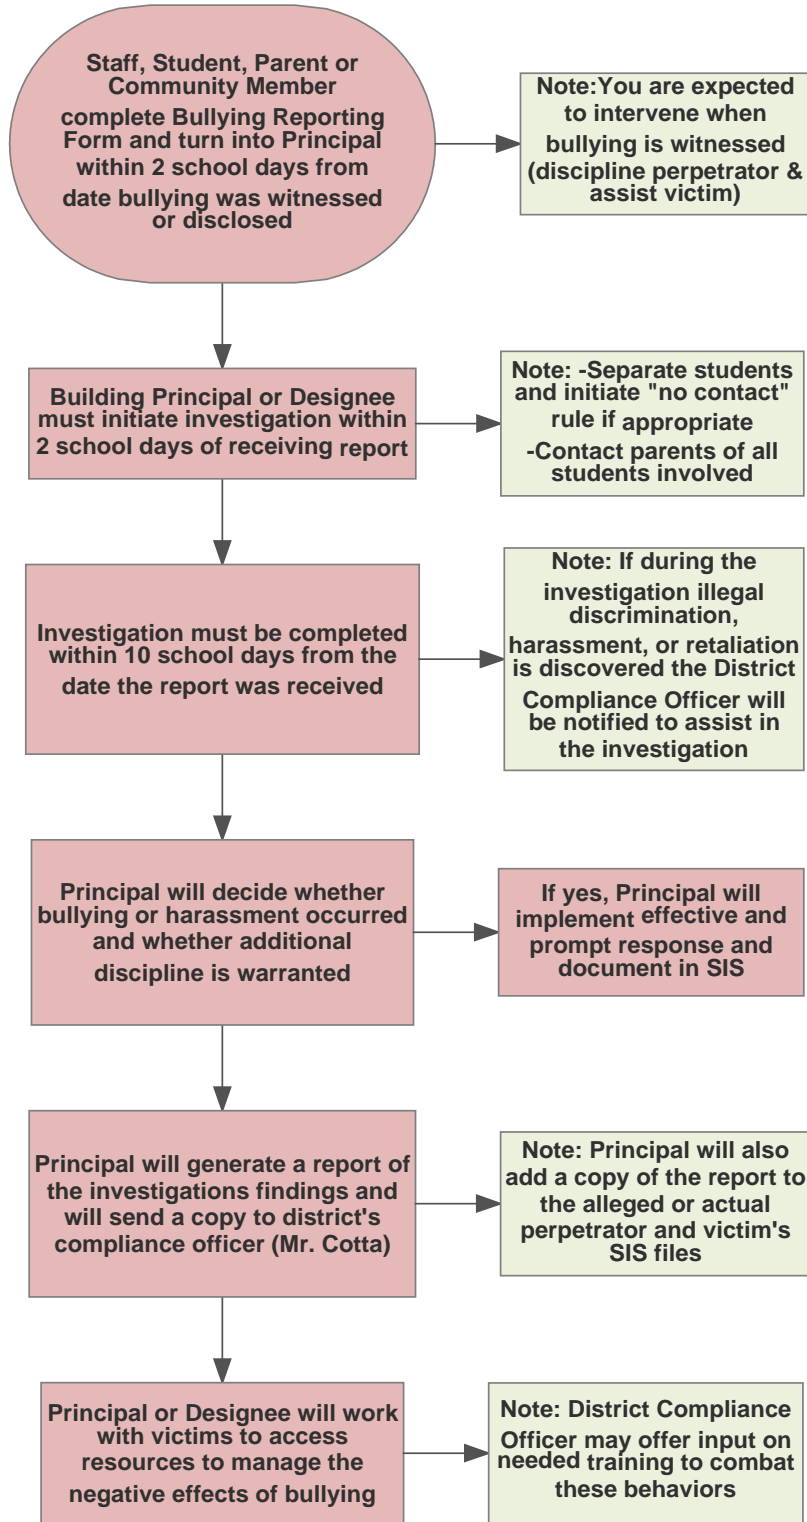 Staff, Student, Parent or
Community Member
complete Bullying Reporting
Form and turn into Principal
within 2 school days from
date bullying was witnessed
or disclosed
Note:You are expected
to intervene when
bullying is witnessed
(discipline perpetrator &
assist victim)
Building Principal or Designee
must initiate investigation within
2 school days of receiving report
Note: -Separate students
and initiate "no contact"
rule if appropriate
-Contact parents of all
students involved
Investigation must be completed
within 10 school days from the
date the report was received
Note: If during the
investigation illegal
discrimination,
harassment, or retaliation
is discovered the District
Compliance Officer will
be notified to assist in
the investigation
Principal will decide whether
bullying or harassment occurred
and whether additional
discipline is warranted
If yes, Principal will
implement effective and
prompt response and
document in SIS
Principal will generate a report of
the investigations findings and
will send a copy to district's
compliance officer (Mr. Cotta)
Note: Principal will also
add a copy of the report to
the alleged or actual
perpetrator and victim's
SIS files
Principal or Designee will work
with victims to access
resources to manage the
negative effects of bullying
Note: District Compliance
Officer may offer input on
needed training to combat
these behaviors